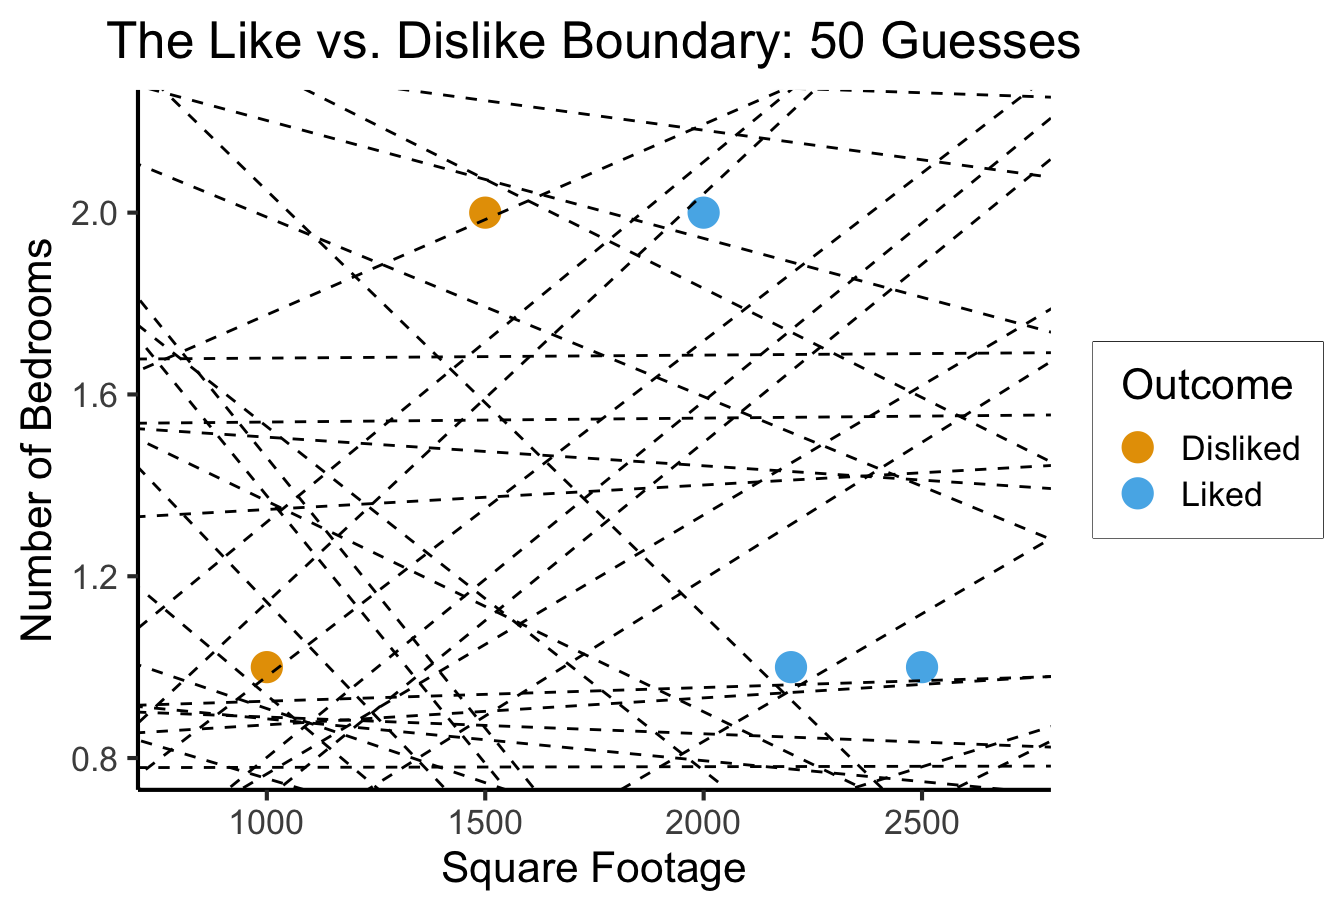 The Like vs. Dislike Boundary: 50 Guesses
Number of Bedrooms
2.0
1.6
1.2
0.8
1000 1500 2000 2500
Square Footage
Outcome
Disliked
Liked